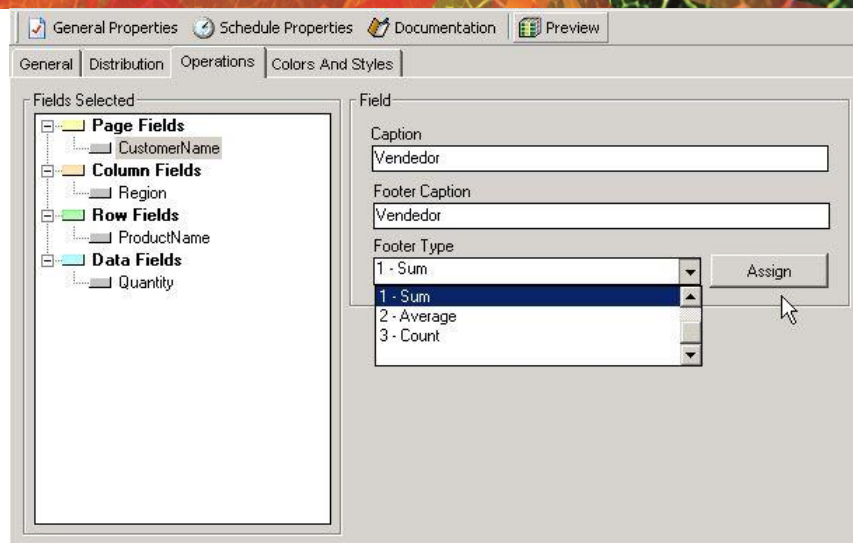 General Properties Schedule Properties Documentation Preview
General Distribution Operations Colors And Styles
Fields Selected
Page Fields
CustomerName
Column Fields
Region
Row Fields
ProductName
Data Fields
Quantity
Field
Caption
Vendedor
Footer Caption
Vendedor
Footer Type
1 - Sum
Assign
1 - Sum
2 - Average
3 - Count